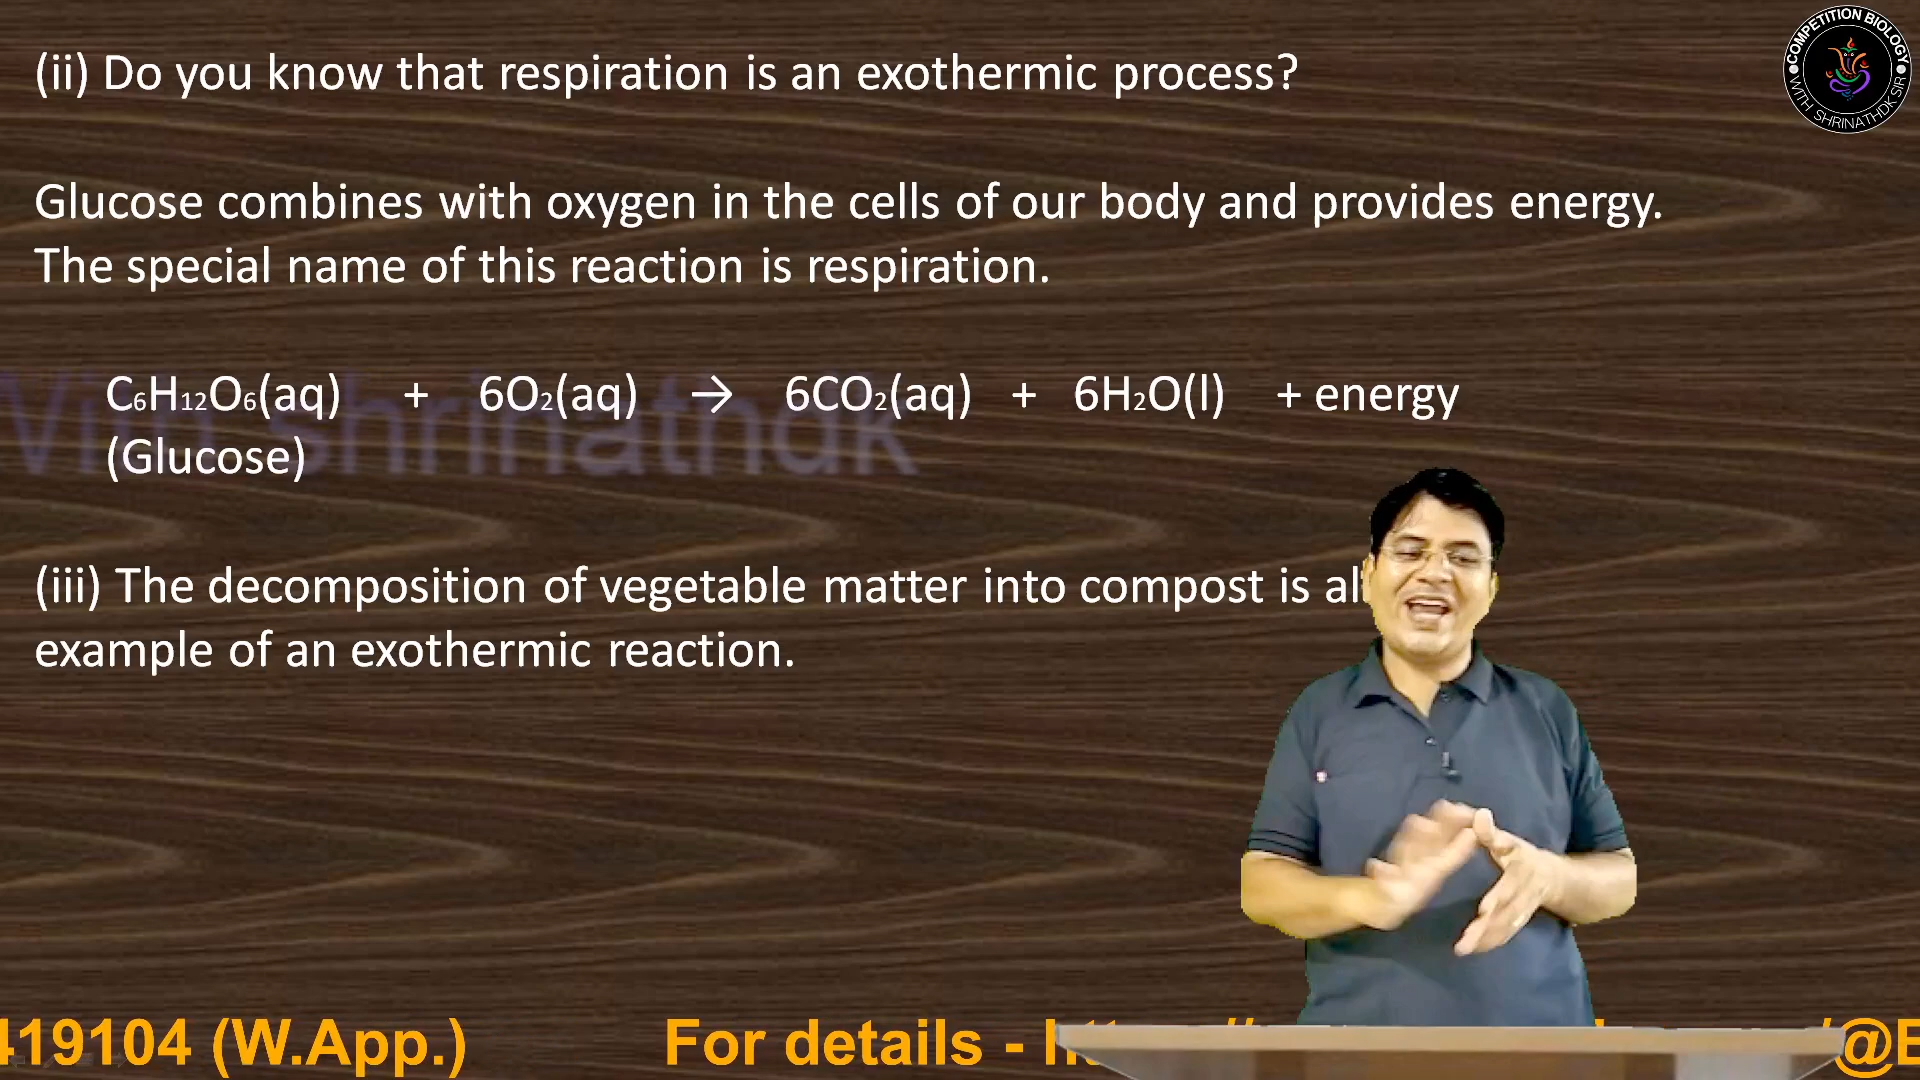 COMPETITION BIOLOGY
WITH SHRINATHDK SIR
(ii) Do you know that respiration is an exothermic process?
Glucose combines with oxygen in the cells of our body and provides energy.
The special name of this reaction is respiration.
C₆H₁₂O₆(aq) + 6O₂(aq) → 6CO₂(aq) + 6H₂O(l) + energy
(Glucose)
With shrinathdk
(iii) The decomposition of vegetable matter into compost is
example of an exothermic reaction.
419104 (W.App.) For details -